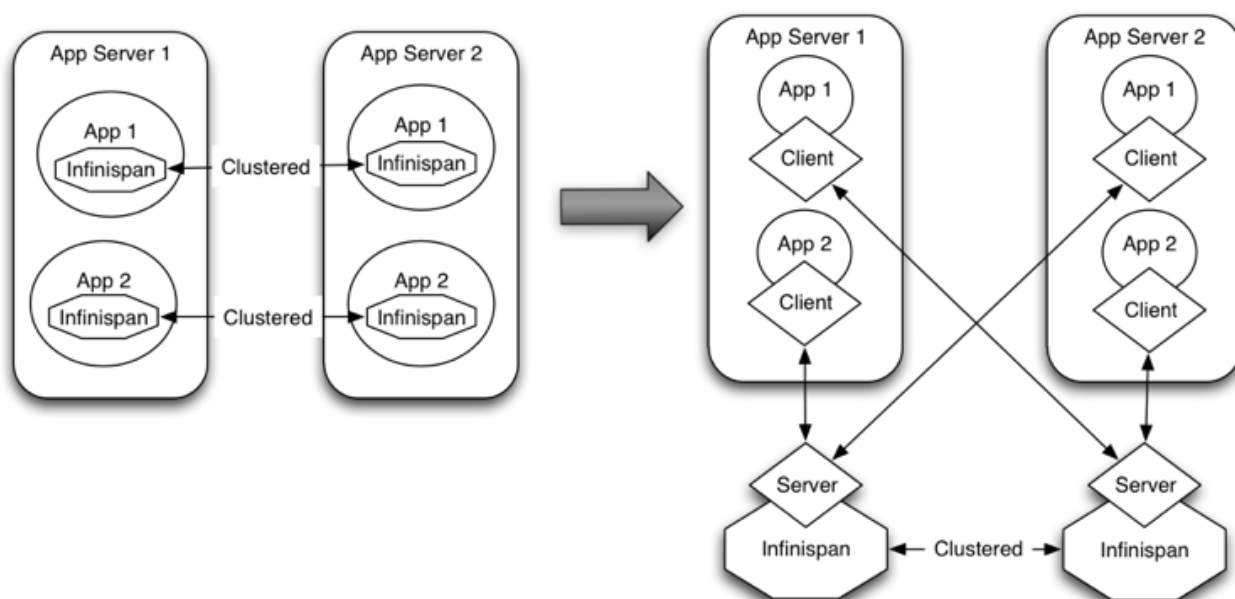 App Server 1
App 1
Infinispan
App 2
Infinispan
Clustered
Clustered
App Server 2
App 1
Infinispan
App 2
Infinispan
App Server 1
App 1
Client
App 2
Client
App Server 2
App 1
Client
App 2
Client
Server
Infinispan
Clustered
Server
Infinispan